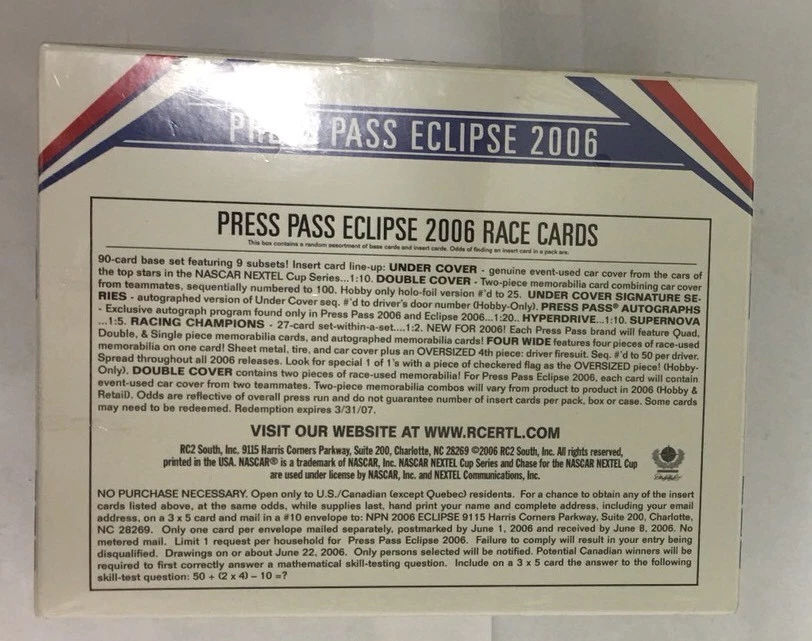 PRESS PASS ECLIPSE 2006
PRESS PASS ECLIPSE 2006 RACE CARDS
This box contains a random assortment of base cards and insert cards. Odds of finding an insert card in a pack are:
90-card base set featuring 9 subsets! Insert card line-up: UNDER COVER - genuine event-used car cover from the cars of
the top stars in the NASCAR NEXTEL Cup Series...1:10. DOUBLE COVER - Two-piece memorabilia card combining car cover
from teammates, sequentially numbered to 100. Hobby only holo-foil version #'d to 25. UNDER COVER SIGNATURE SE-
RIES - autographed version of Under Cover seq. #'d to driver's door number (Hobby-Only). PRESS PASS® AUTOGRAPHS
- Exclusive autograph program found only in Press Pass 2006 and Eclipse 2006...1:20.. HYPERDRIVE...1:10. SUPERNOVA
...1:5. RACING CHAMPIONS - 27-card set-within-a-set....1:2. NEW FOR 2006! Each Press Pass brand will feature Quad,
Double, & Single piece memorabilia cards, and autographed memorabilia cards! FOUR WIDE features four pieces of race-used
memorabilia on one card! Sheet metal, tire, and car cover plus an OVERSIZED 4th piece: driver firesuit. Seq. #'d to 50 per driver.
Spread throughout all 2006 releases. Look for special 1 of 1's with a piece of checkered flag as the OVERSIZED piece! (Hobby-
Only). DOUBLE COVER contains two pieces of race-used memorabilia! For Press Pass Eclipse 2006, each card will contain
event-used car cover from two teammates. Two-piece memorabilia combos will vary from product to product in 2006 (Hobby &
Retail). Odds are reflective of overall press run and do not guarantee number of insert cards per pack, box or case. Some cards
may need to be redeemed. Redemption expires 3/31/07.
VISIT OUR WEBSITE AT WWW.RCERTL.COM
RC2 South, Inc. 9115 Harris Corners Parkway, Suite 200, Charlotte, NC 28269 ©2006 RC2 South, Inc. All rights reserved,
printed in the USA. NASCAR® is a trademark of NASCAR, Inc. NASCAR NEXTEL Cup Series and Chase for the NASCAR NEXTEL Cup
are used under license by NASCAR, Inc. and NEXTEL Communications, Inc.
NO PURCHASE NECESSARY. Open only to U.S./Canadian (except Quebec) residents. For a chance to obtain any of the insert
cards listed above, at the same odds, while supplies last, hand print your name and complete address, including your email
address, on a 3 x 5 card and mail in a #10 envelope to: NPN 2006 ECLIPSE 9115 Harris Corners Parkway, Suite 200, Charlotte,
NC 28269. Only one card per envelope mailed separately, postmarked by June 1, 2006 and received by June 8, 2006. No
metered mail. Limit 1 request per household for Press Pass Eclipse 2006. Failure to comply will result in your entry being
disqualified. Drawings on or about June 22, 2006. Only persons selected will be notified. Potential Canadian winners will be
required to first correctly answer a mathematical skill-testing question. Include on a 3 x 5 card the answer to the following
skill-test question: 50 + (2 x 4) – 10 =?